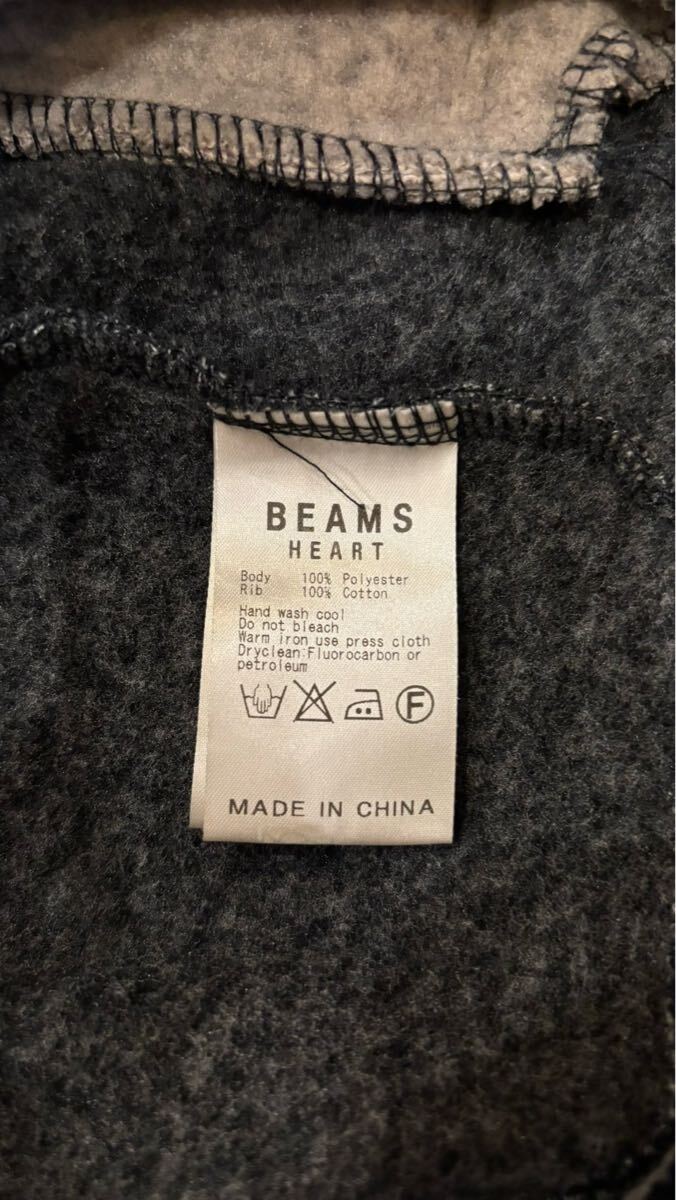 BEAMS
HEART
Body 100% Polyester
Rib 100% Cotton
Hand wash cool
Do not bleach
Warm iron use press cloth
Dryclean:Fluorocarbon or
petroleum
F
MADE IN CHINA